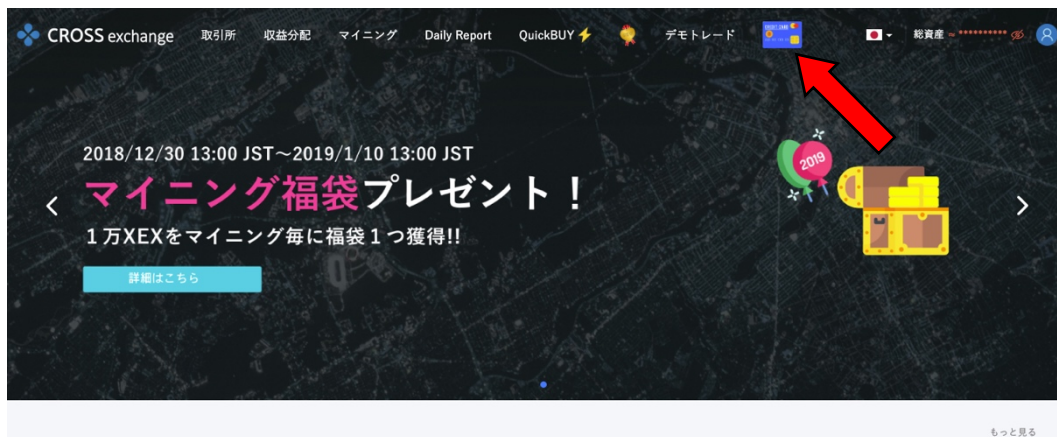 CROSS exchange 取引所 収益分配 マイニング Daily Report QuickBUY デモトレード CREDIT CARD 総資産 ≈ **********
2018/12/30 13:00 JST～2019/1/10 13:00 JST
マイニング福袋プレゼント！
１万XEXをマイニング毎に福袋１つ獲得!!
2019
詳細はこちら
もっと見る